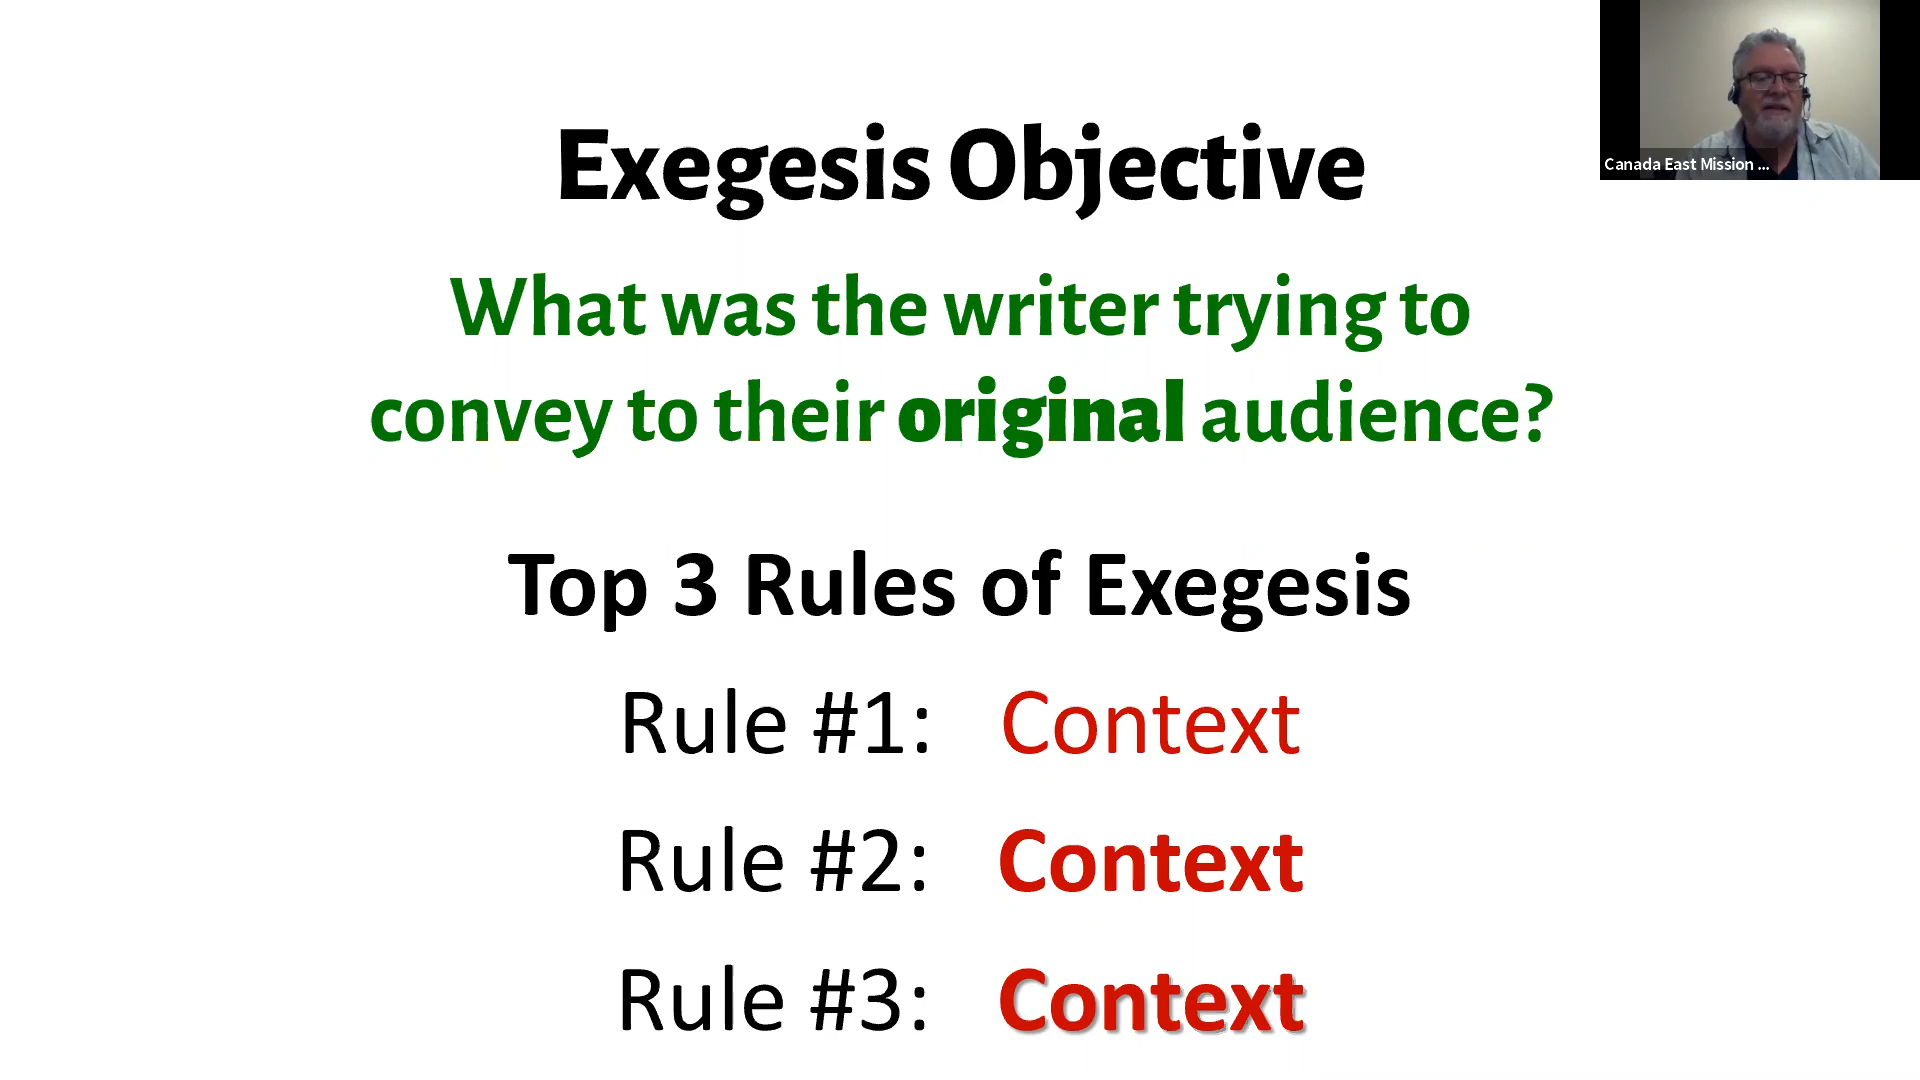 Exegesis Objective
What was the writer trying to
convey to their original audience?
Top 3 Rules of Exegesis
Rule #1: Context
Rule #2: Context
Rule #3: Context
Canada East Mission ...